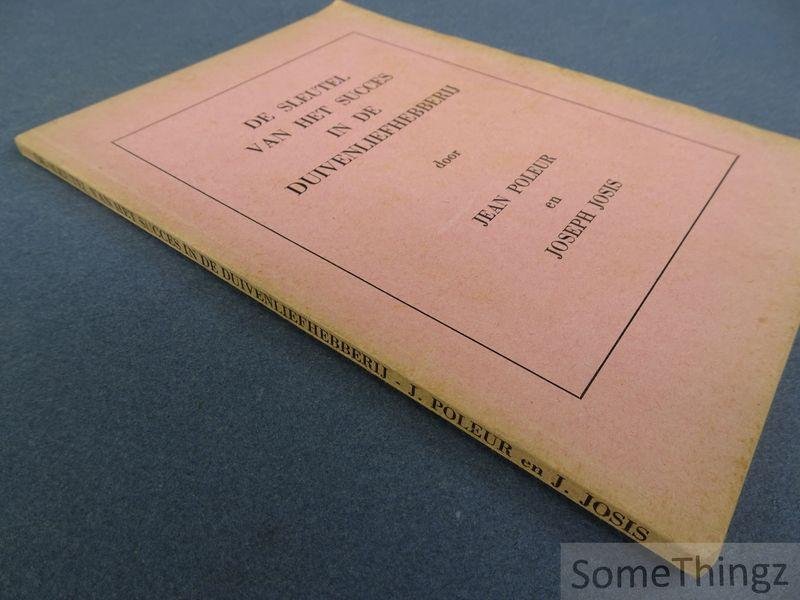 DE SLEUTEL
VAN HET SUCCES
IN DE
DUIVENLIEFHEBBERIJ
door
JEAN POLEUR
en
JOSEPH JOSIS
DE SLEUTEL VAN HET SUCCES IN DE DUIVENLIEFHEBBERIJ - J. POLEUR en J. JOSIS
SomeThingz